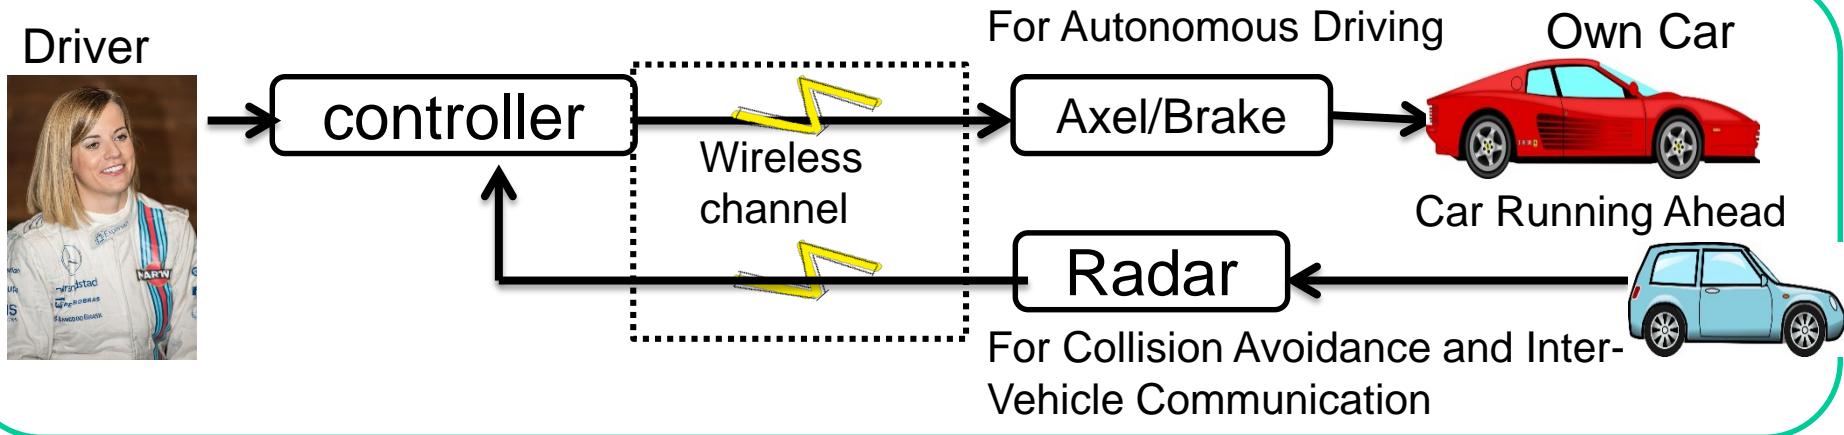 For Autonomous Driving
Own Car
Driver
controller
Axel/Brake
Wireless
channel
Car Running Ahead
Radar
For Collision Avoidance and Inter-
Vehicle Communication
MARTINI